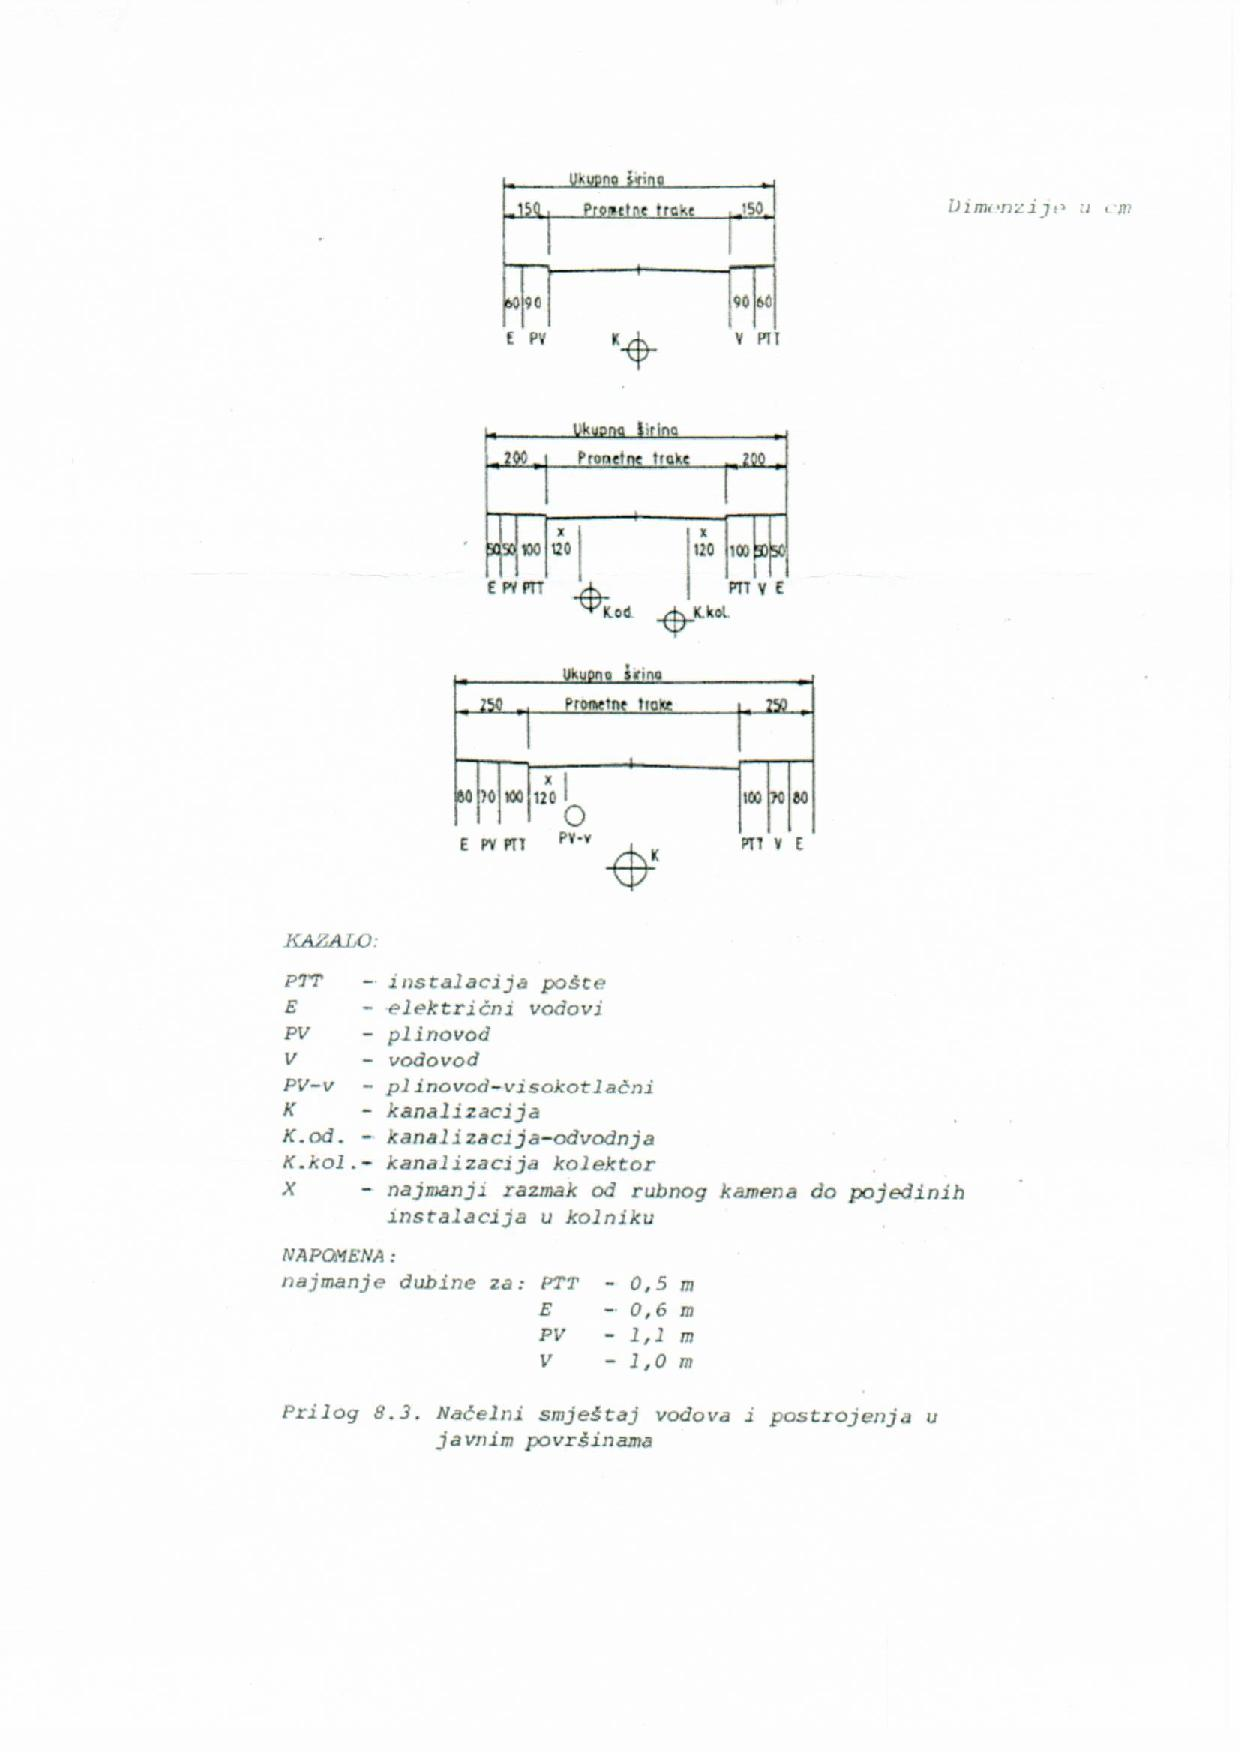 Ukupna širina
Dimenzije u cm
150 Prometne trake 150
60 90 90 60
E PV K V PTT
Ukupna širina
200 Prometne trake 200
x x
50 50 100 120 120 100 50 50
E PV PTT PTT V E
K.od. K.kol.
Ukupna širina
250 Prometne trake 250
x
80 70 100 120 100 70 80
E PV PTT PV-v PTT V E
K
KAZALO:
PTT - instalacija pošte
E - električni vodovi
PV - plinovod
V - vodovod
PV-v - plinovod-visokotlačni
K - kanalizacija
K.od. - kanalizacija-odvodnja
K.kol.- kanalizacija kolektor
X - najmanji razmak od rubnog kamena do pojedinih
instalacija u kolniku
NAPOMENA:
najmanje dubine za: PTT - 0,5 m
E - 0,6 m
PV - 1,1 m
V - 1,0 m
Prilog 8.3. Načelni smještaj vodova i postrojenja u
javnim površinama